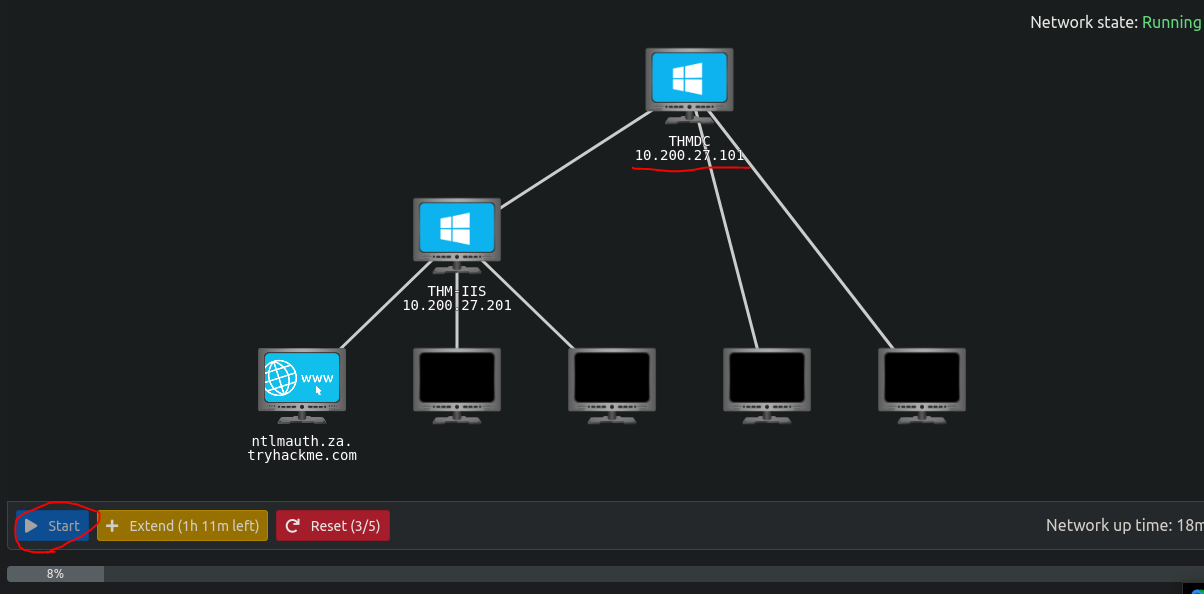 Network state: Running
THMDC
10.200.27.101
THM-IIS
10.200.27.201
www
ntlmauth.za.
tryhackme.com
Start
Extend (1h 11m left)
Reset (3/5)
Network up time: 18m
8%